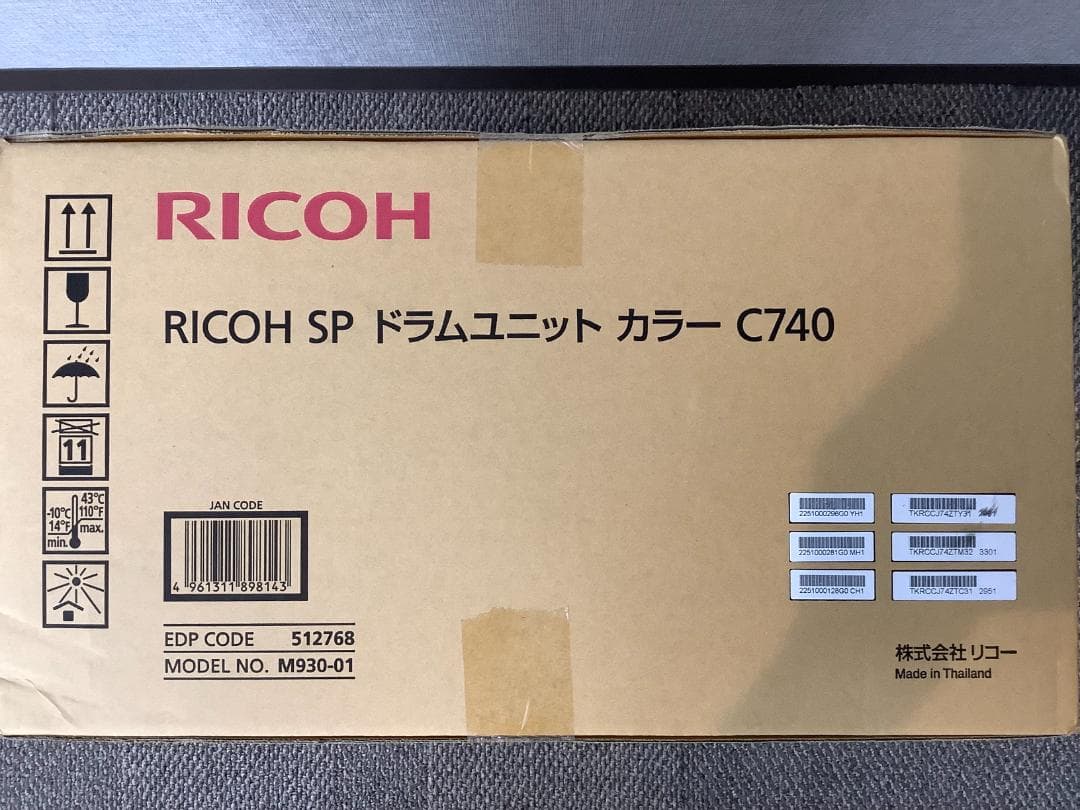 RICOH
RICOH SP ドラムユニット カラー C740
11
43℃
-10℃ 110°F
14°F max.
min.
JAN CODE
4 961311 898143
EDP CODE 512768
MODEL NO. M930-01
2251000296G0 YH1
TKRCCJ74ZTY31
2251000281G0 MH1
TKRCCJ74ZTM32 3301
2251000128G0 CH1
TKRCCJ74ZTC31 2951
株式会社 リコー
Made in Thailand